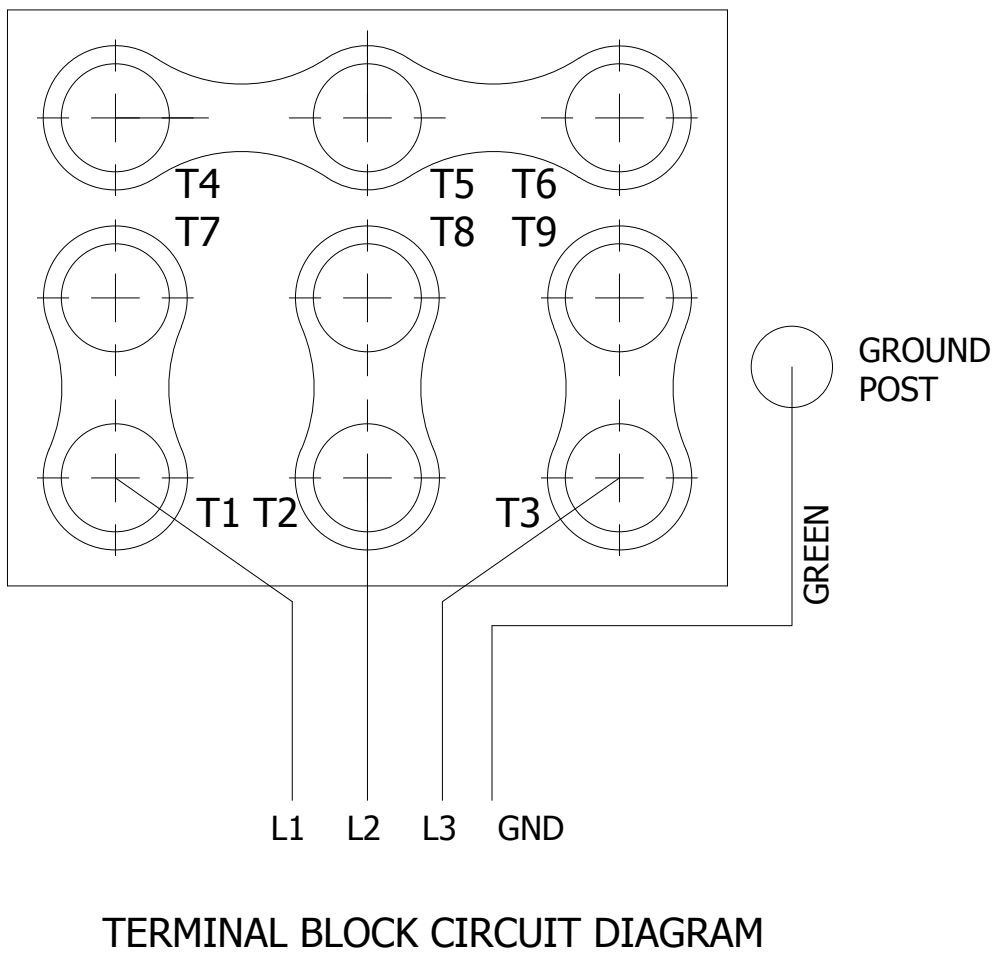 T4 T5 T6
T7 T8 T9
GROUND
POST
T1 T2 T3
GREEN
L1 L2 L3 GND
TERMINAL BLOCK CIRCUIT DIAGRAM